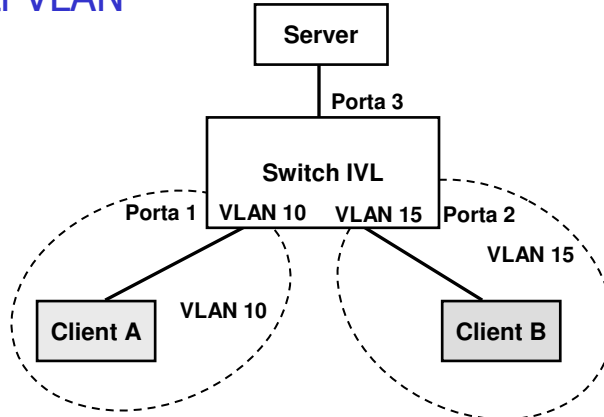 VLAN
Server
Porta 3
Switch IVL
Porta 1 VLAN 10 VLAN 15 Porta 2
VLAN 15
VLAN 10
Client A
Client B